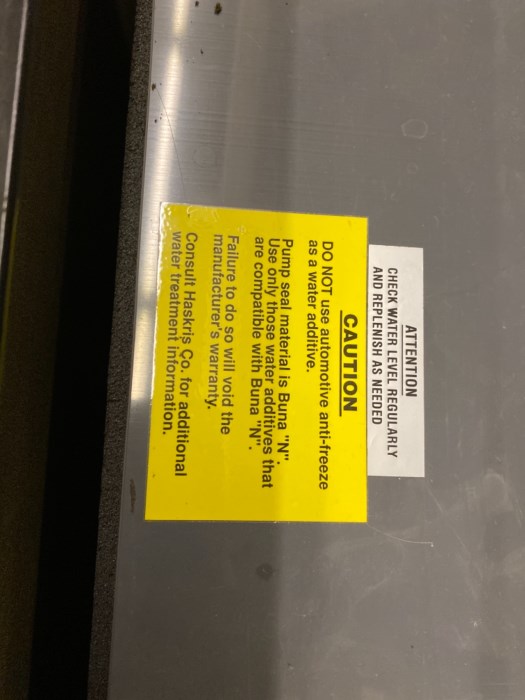 ATTENTION
CHECK WATER LEVEL REGULARLY
AND REPLENISH AS NEEDED
CAUTION
DO NOT use automotive anti-freeze
as a water additive.
Pump seal material is Buna "N".
Use only those water additives that
are compatible with Buna "N".
Failure to do so will void the
manufacturer's warranty.
Consult Haskris Co. for additional
water treatment information.